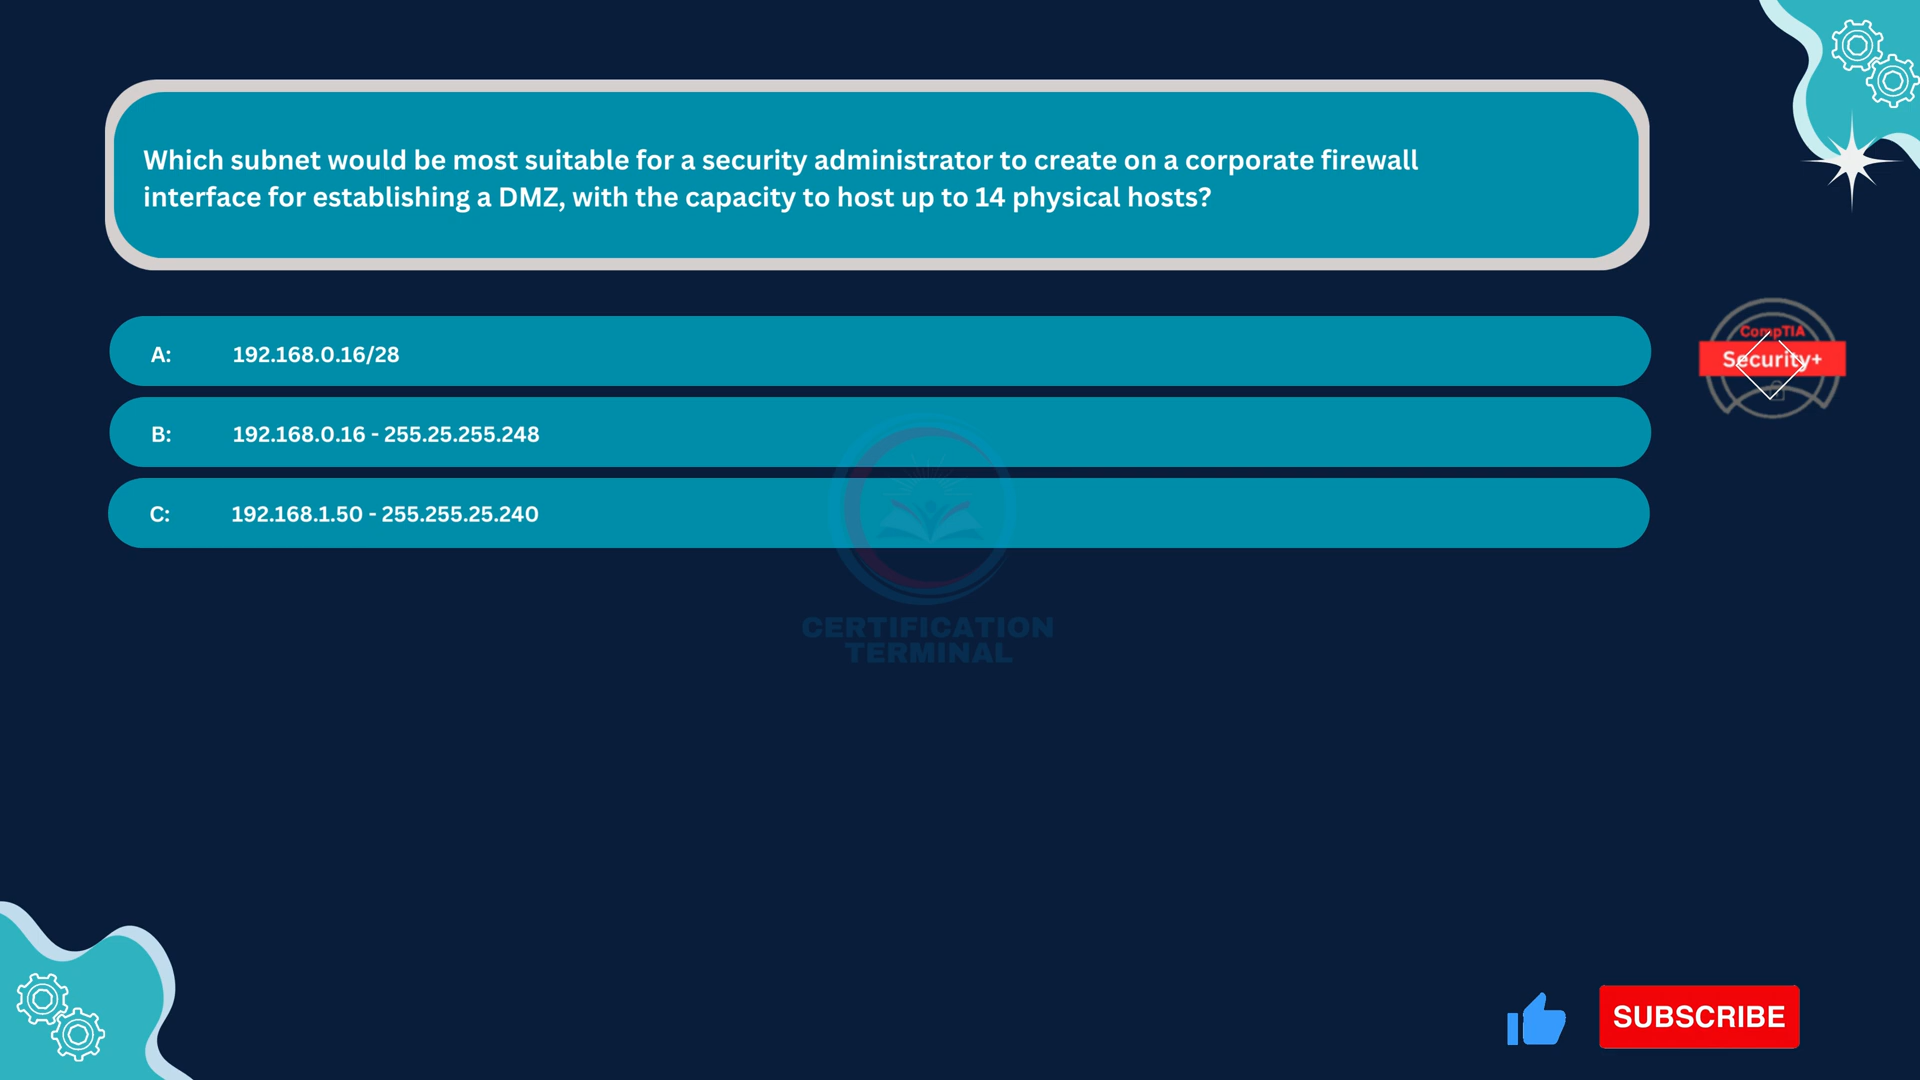 Which subnet would be most suitable for a security administrator to create on a corporate firewall
interface for establishing a DMZ, with the capacity to host up to 14 physical hosts?
A: 192.168.0.16/28
B: 192.168.0.16 - 255.25.255.248
C: 192.168.1.50 - 255.255.25.240
CompTIA
Security+
CERTIFICATION
TERMINAL
SUBSCRIBE